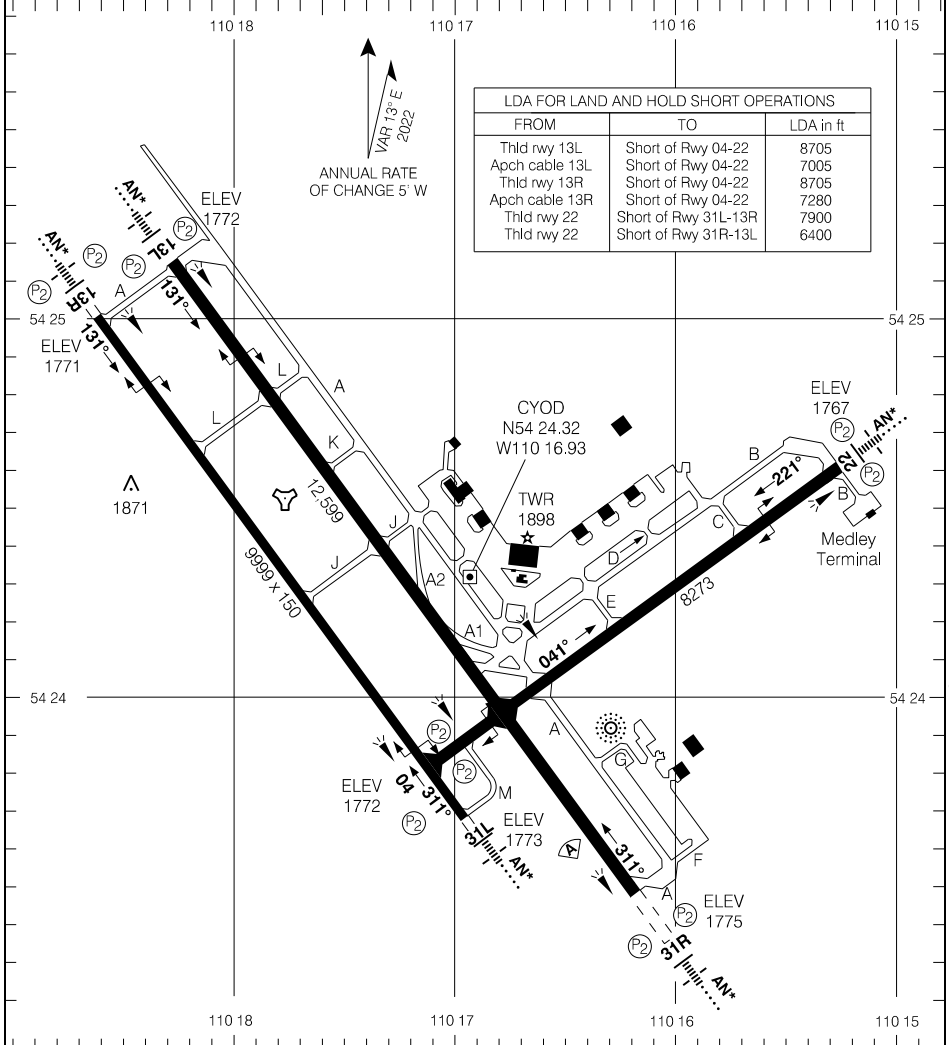 110 18
110 17
110 16
110 15
VAR 13° E
2022
ANNUAL RATE
OF CHANGE 5' W
LDA FOR LAND AND HOLD SHORT OPERATIONS
FROM TO LDA in ft
Thld rwy 13L Short of Rwy 04-22 8705
Apch cable 13L Short of Rwy 04-22 7005
Thld rwy 13R Short of Rwy 04-22 8705
Apch cable 13R Short of Rwy 04-22 7280
Thld rwy 22 Short of Rwy 31L-13R 7900
Thld rwy 22 Short of Rwy 31R-13L 6400
AN*
ELEV
1772
P2
13L
AN*
P2
P2
P2
13R
A
131°
54 25
54 25
131°
ELEV
1771
L
A
L
K
CYOD
N54 24.32
W110 16.93
ELEV
1767
P2
AN*
22
P2
B
221°
B
1871
12,599
TWR
1898
C
Medley
Terminal
J
J
D
A2
E
8273
9999 x 150
A1
041°
54 24
54 24
A
P2
G
P2
ELEV
1772
04
311°
M
P2
ELEV
1773
31L
AN*
A
311°
F
A
ELEV
1775
P2
P2
31R
AN*
110 18
110 17
110 16
110 15